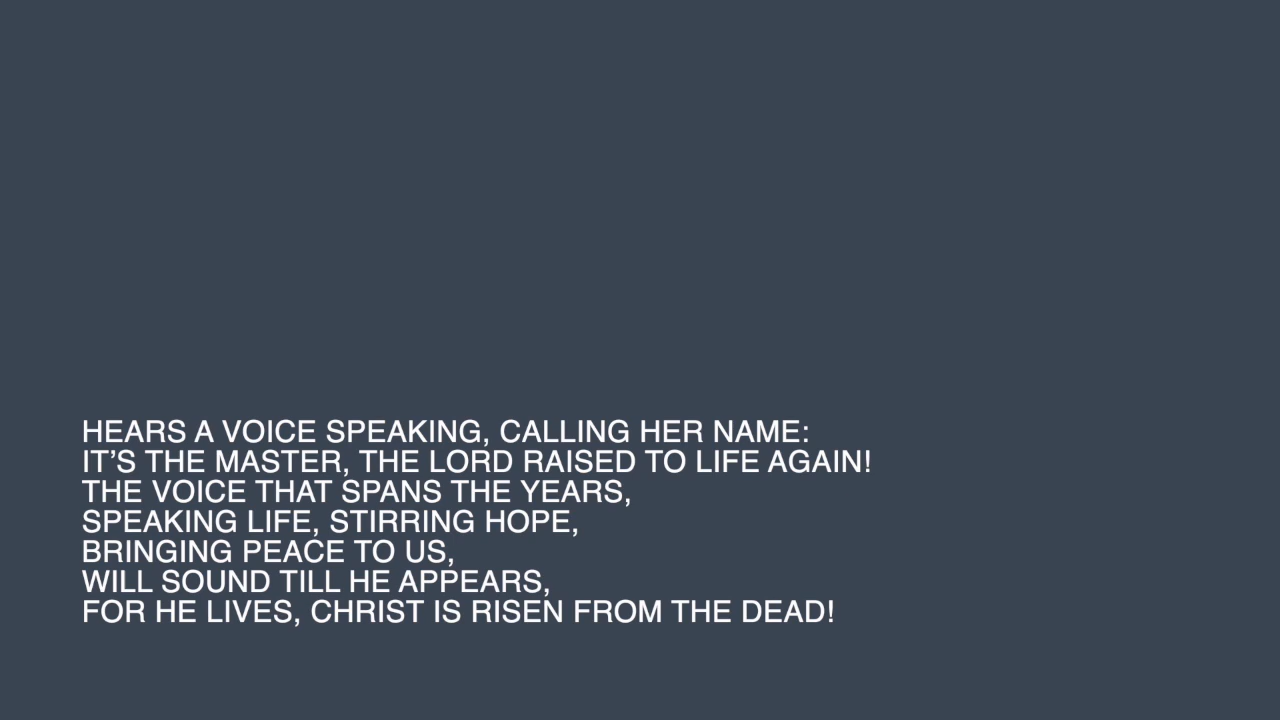 HEARS A VOICE SPEAKING, CALLING HER NAME:
IT’S THE MASTER, THE LORD RAISED TO LIFE AGAIN!
THE VOICE THAT SPANS THE YEARS,
SPEAKING LIFE, STIRRING HOPE,
BRINGING PEACE TO US,
WILL SOUND TILL HE APPEARS,
FOR HE LIVES, CHRIST IS RISEN FROM THE DEAD!